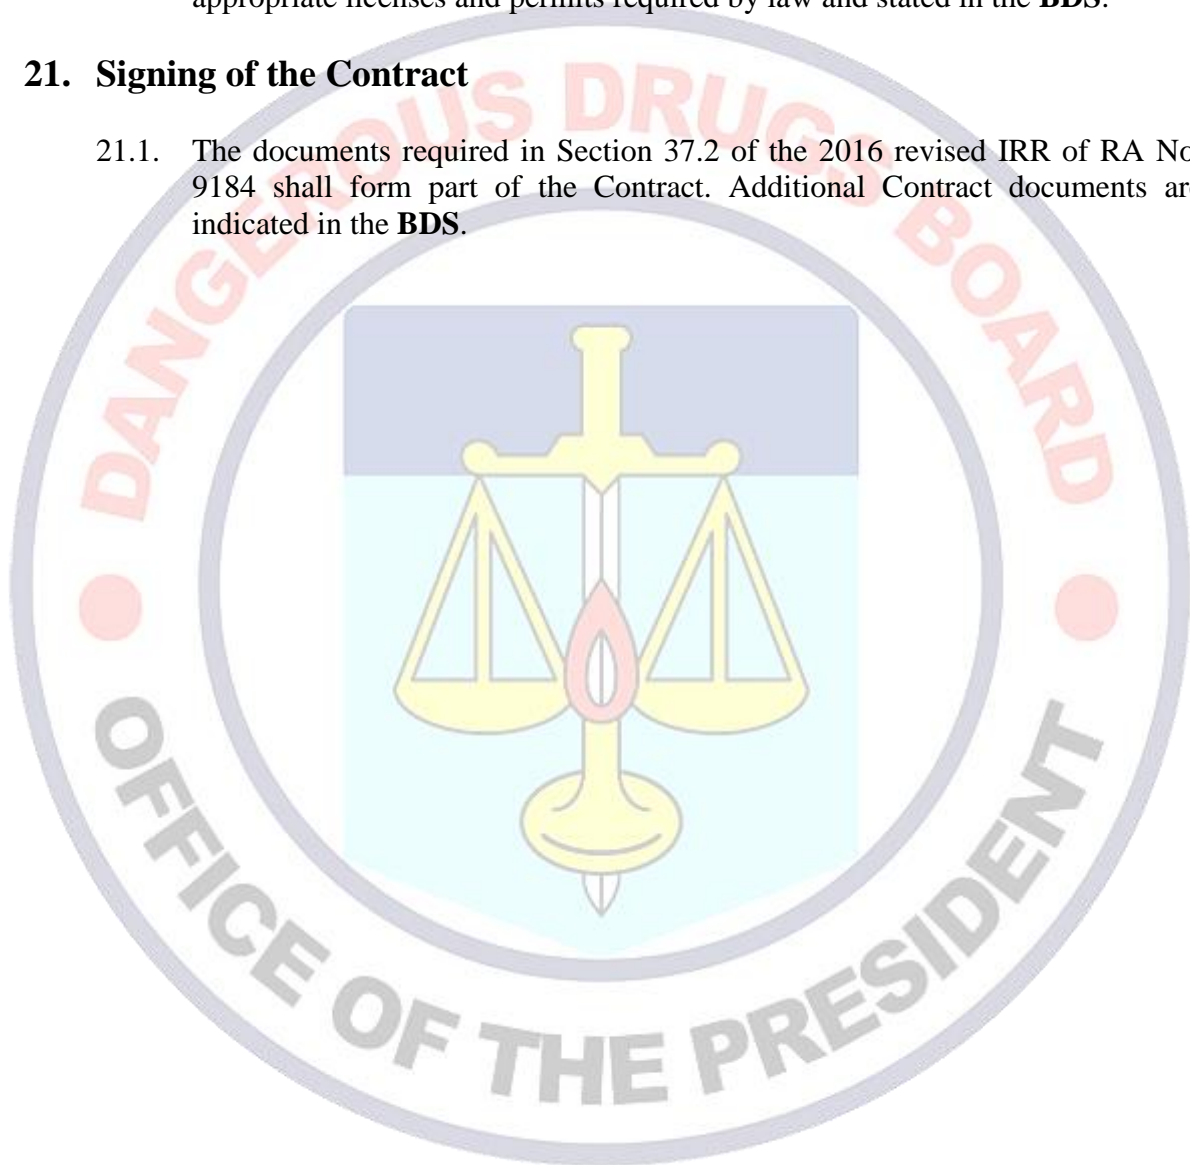 appropriate licenses and permits required by law and stated in the BDS.
21. Signing of the Contract
21.1. The documents required in Section 37.2 of the 2016 revised IRR of RA No
9184 shall form part of the Contract. Additional Contract documents are
indicated in the BDS.
DANGEROUS DRUGS BOARD
OFFICE OF THE PRESIDENT